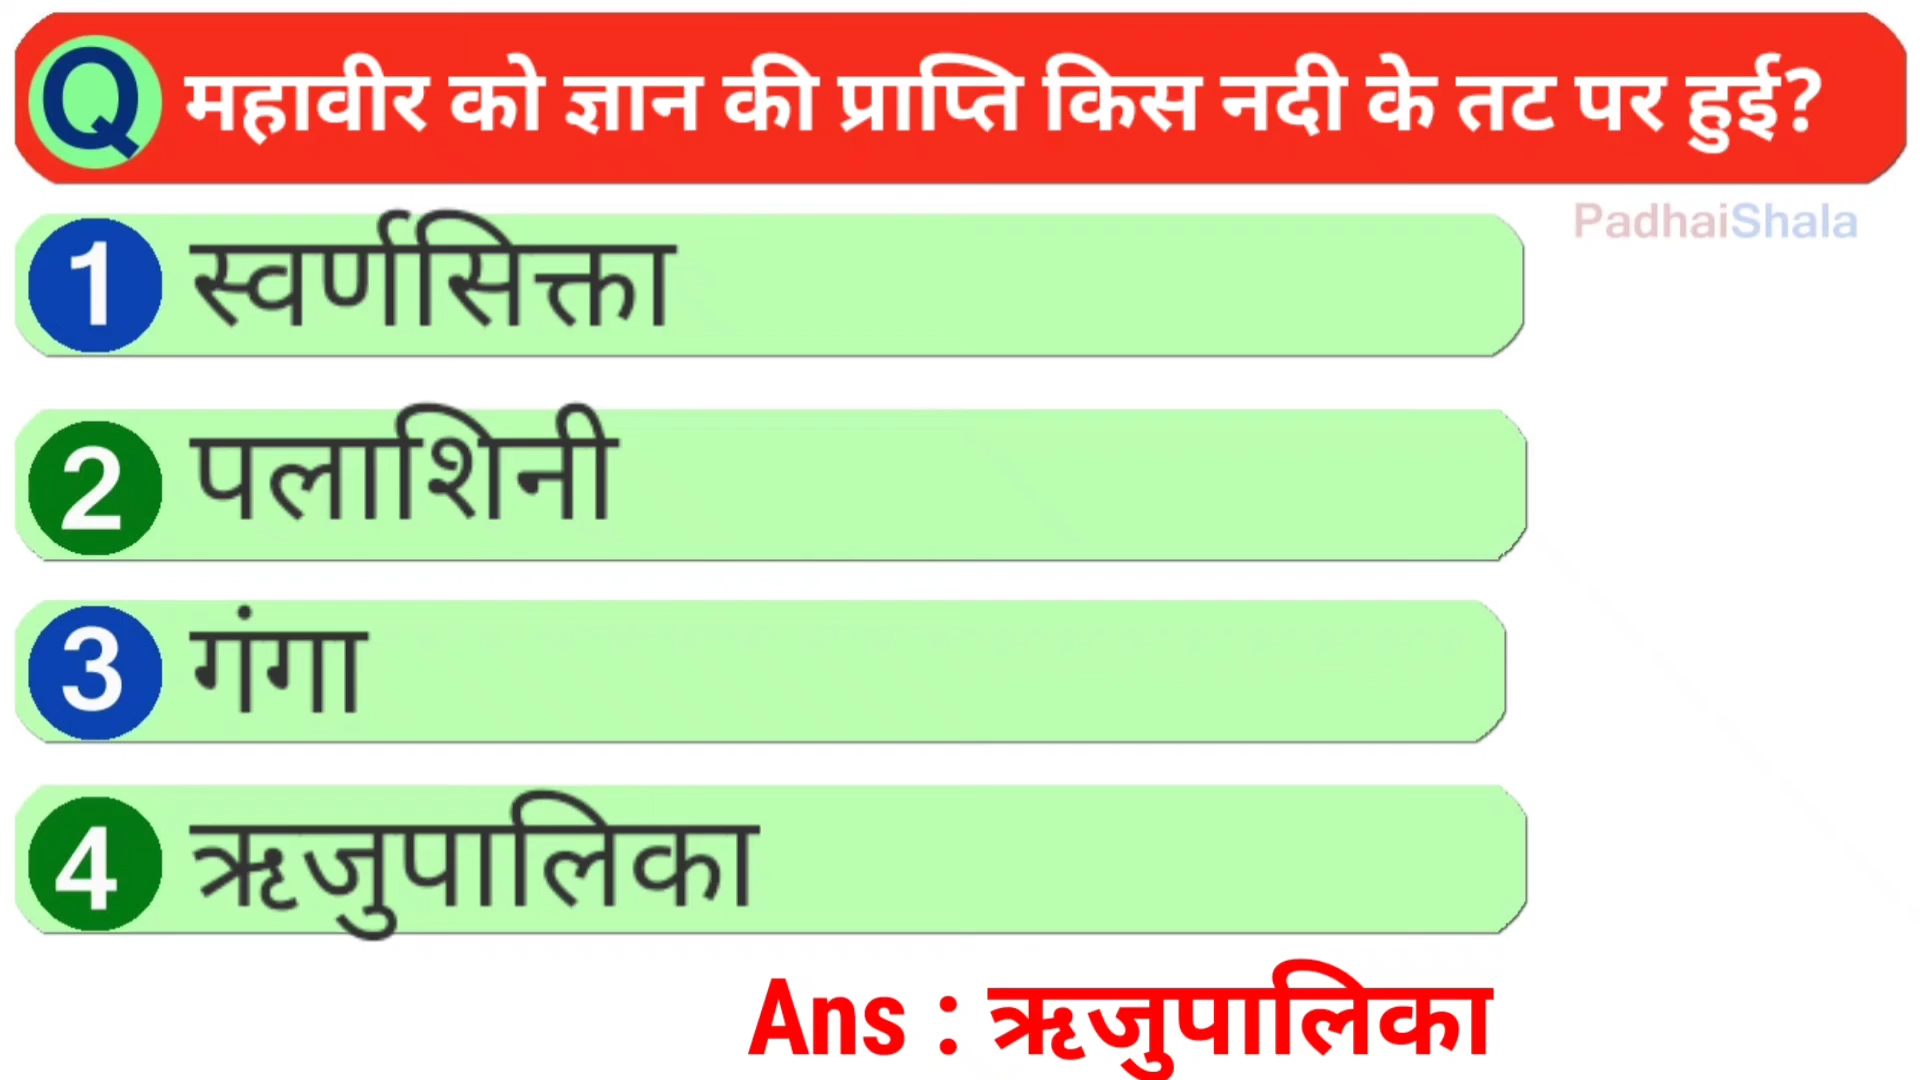 Q महावीर को ज्ञान की प्राप्ति किस नदी के तट पर हुई?
PadhaiShala
1 स्वर्णसिक्ता
2 पलाशिनी
3 गंगा
4 ऋजुपालिका
Ans : ऋजुपालिका